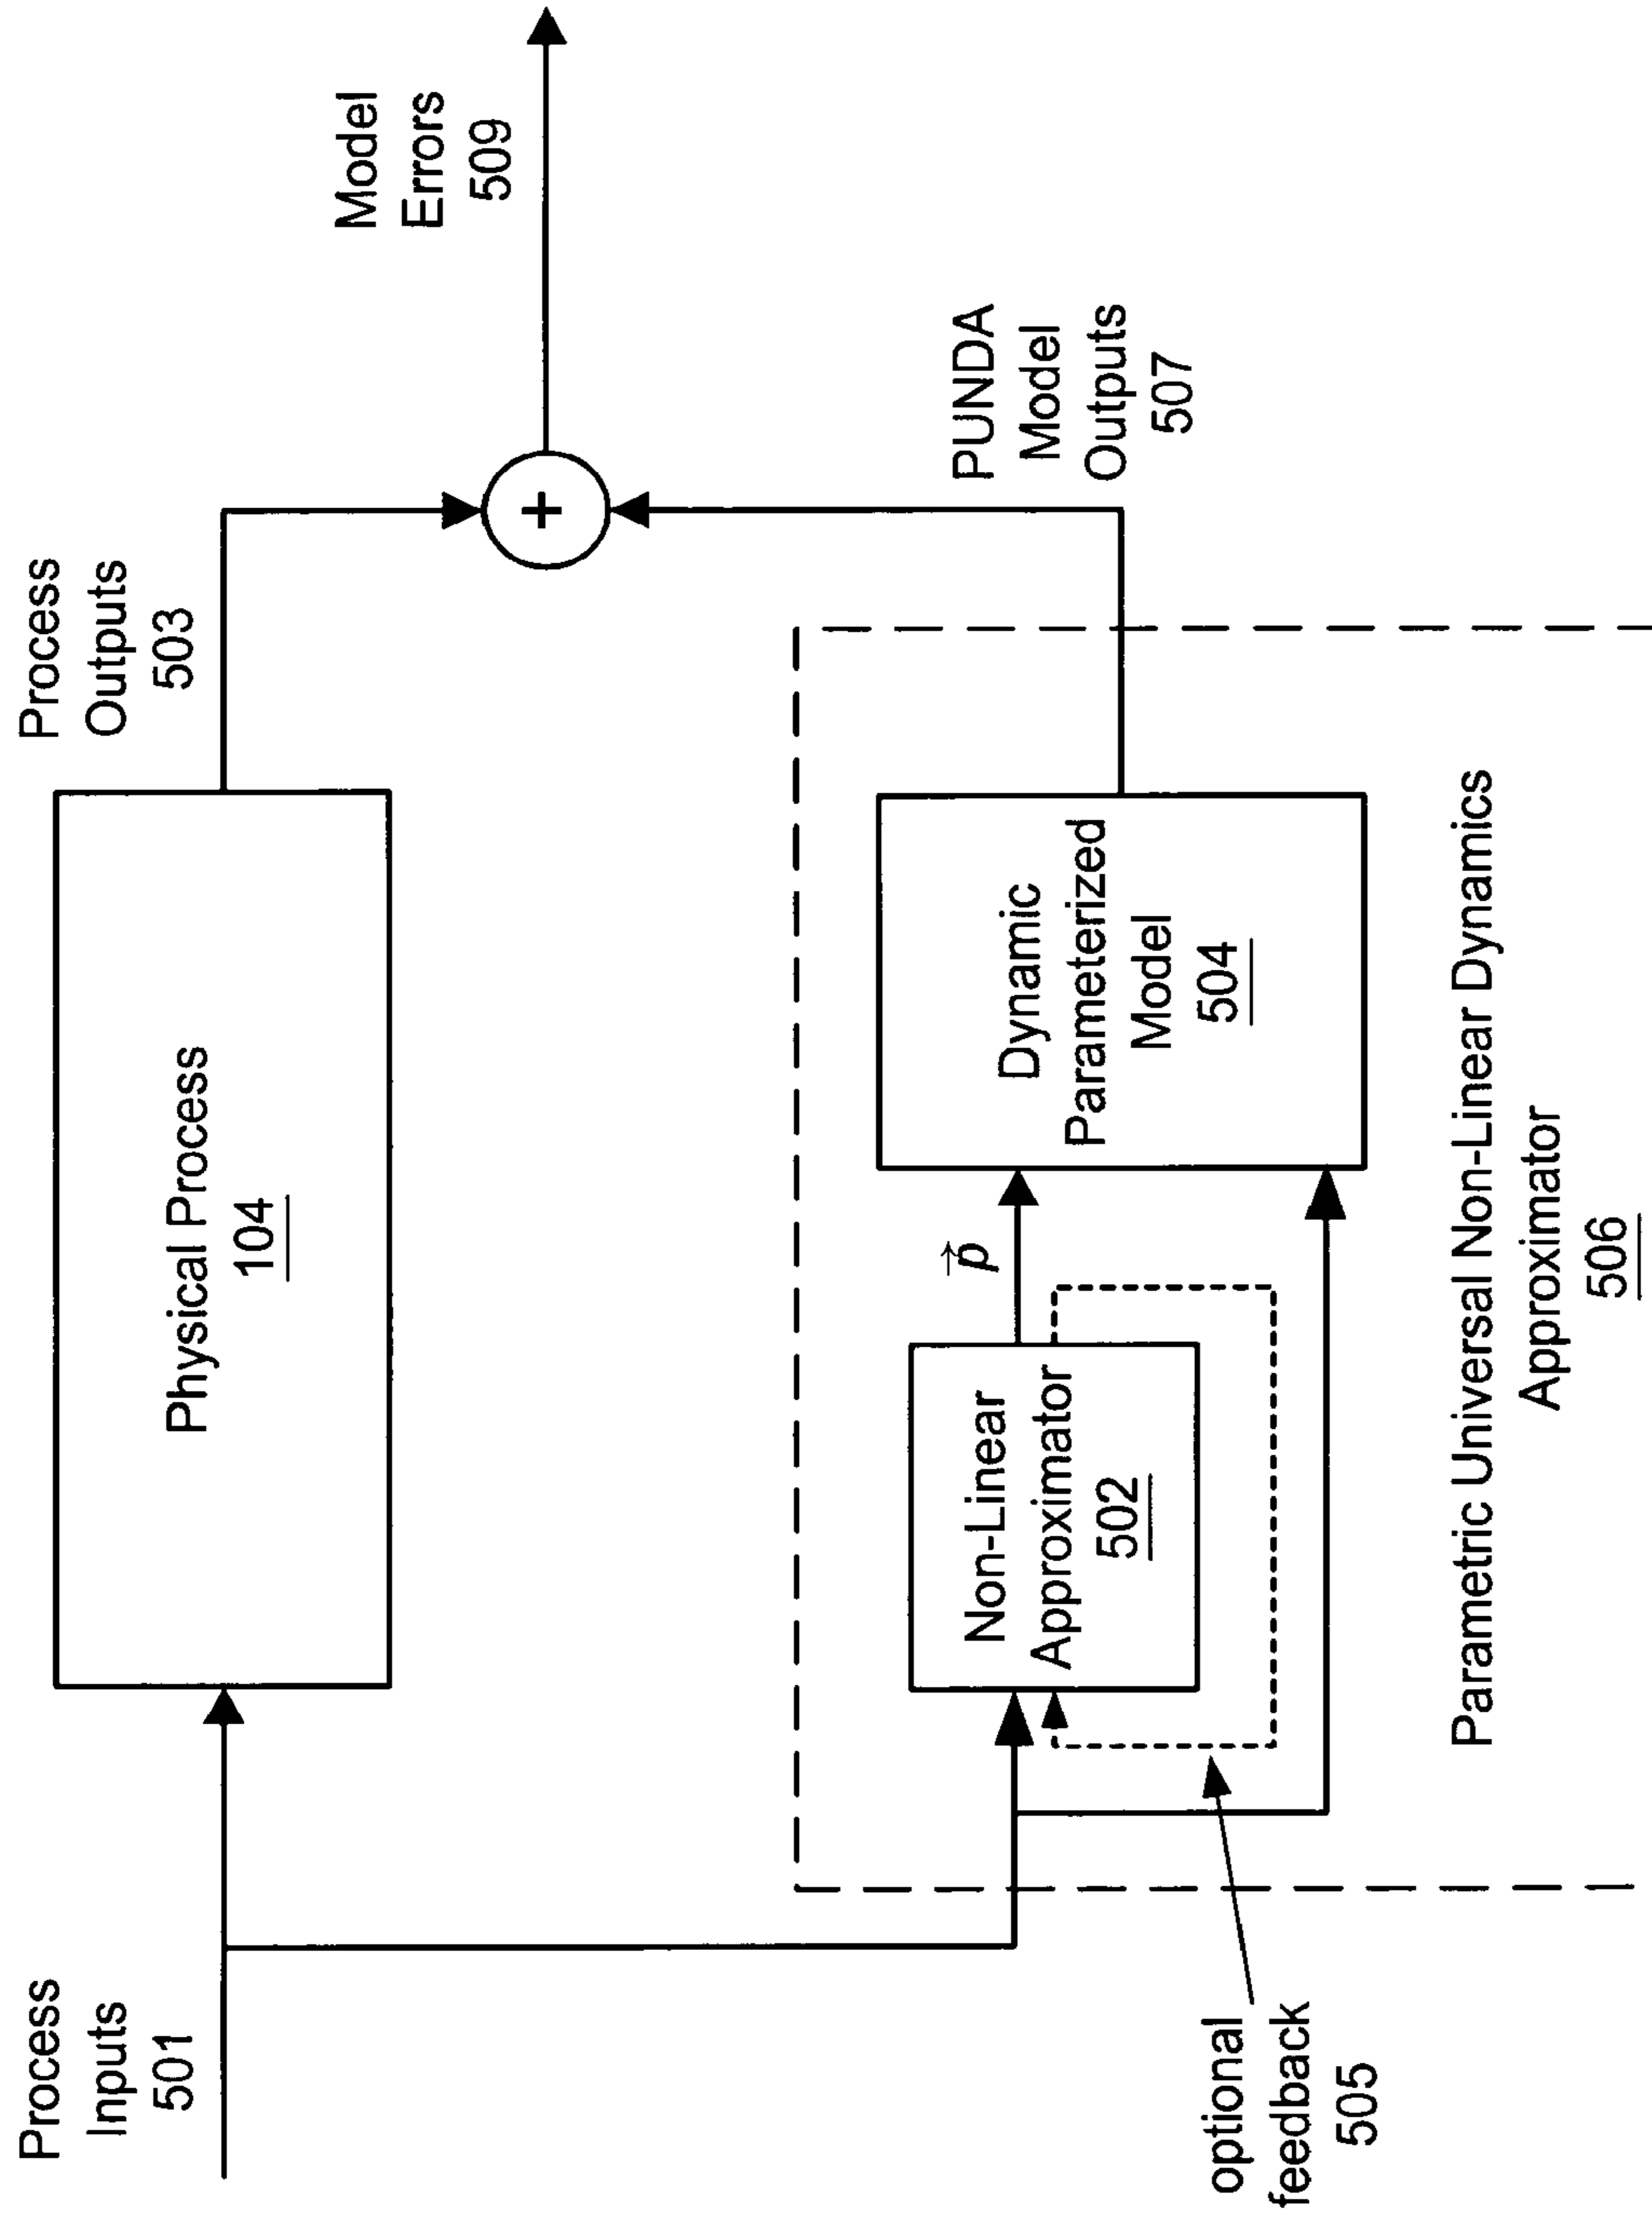 Process
Inputs
501
Physical Process
104
Process
Outputs
503
+
Model
Errors
509
Non-Linear
Approximator
502
p⃗
Dynamic
Parameterized
Model
504
PUNDA
Model
Outputs
507
optional
feedback
505
Parametric Universal Non-Linear Dynamics
Approximator
506